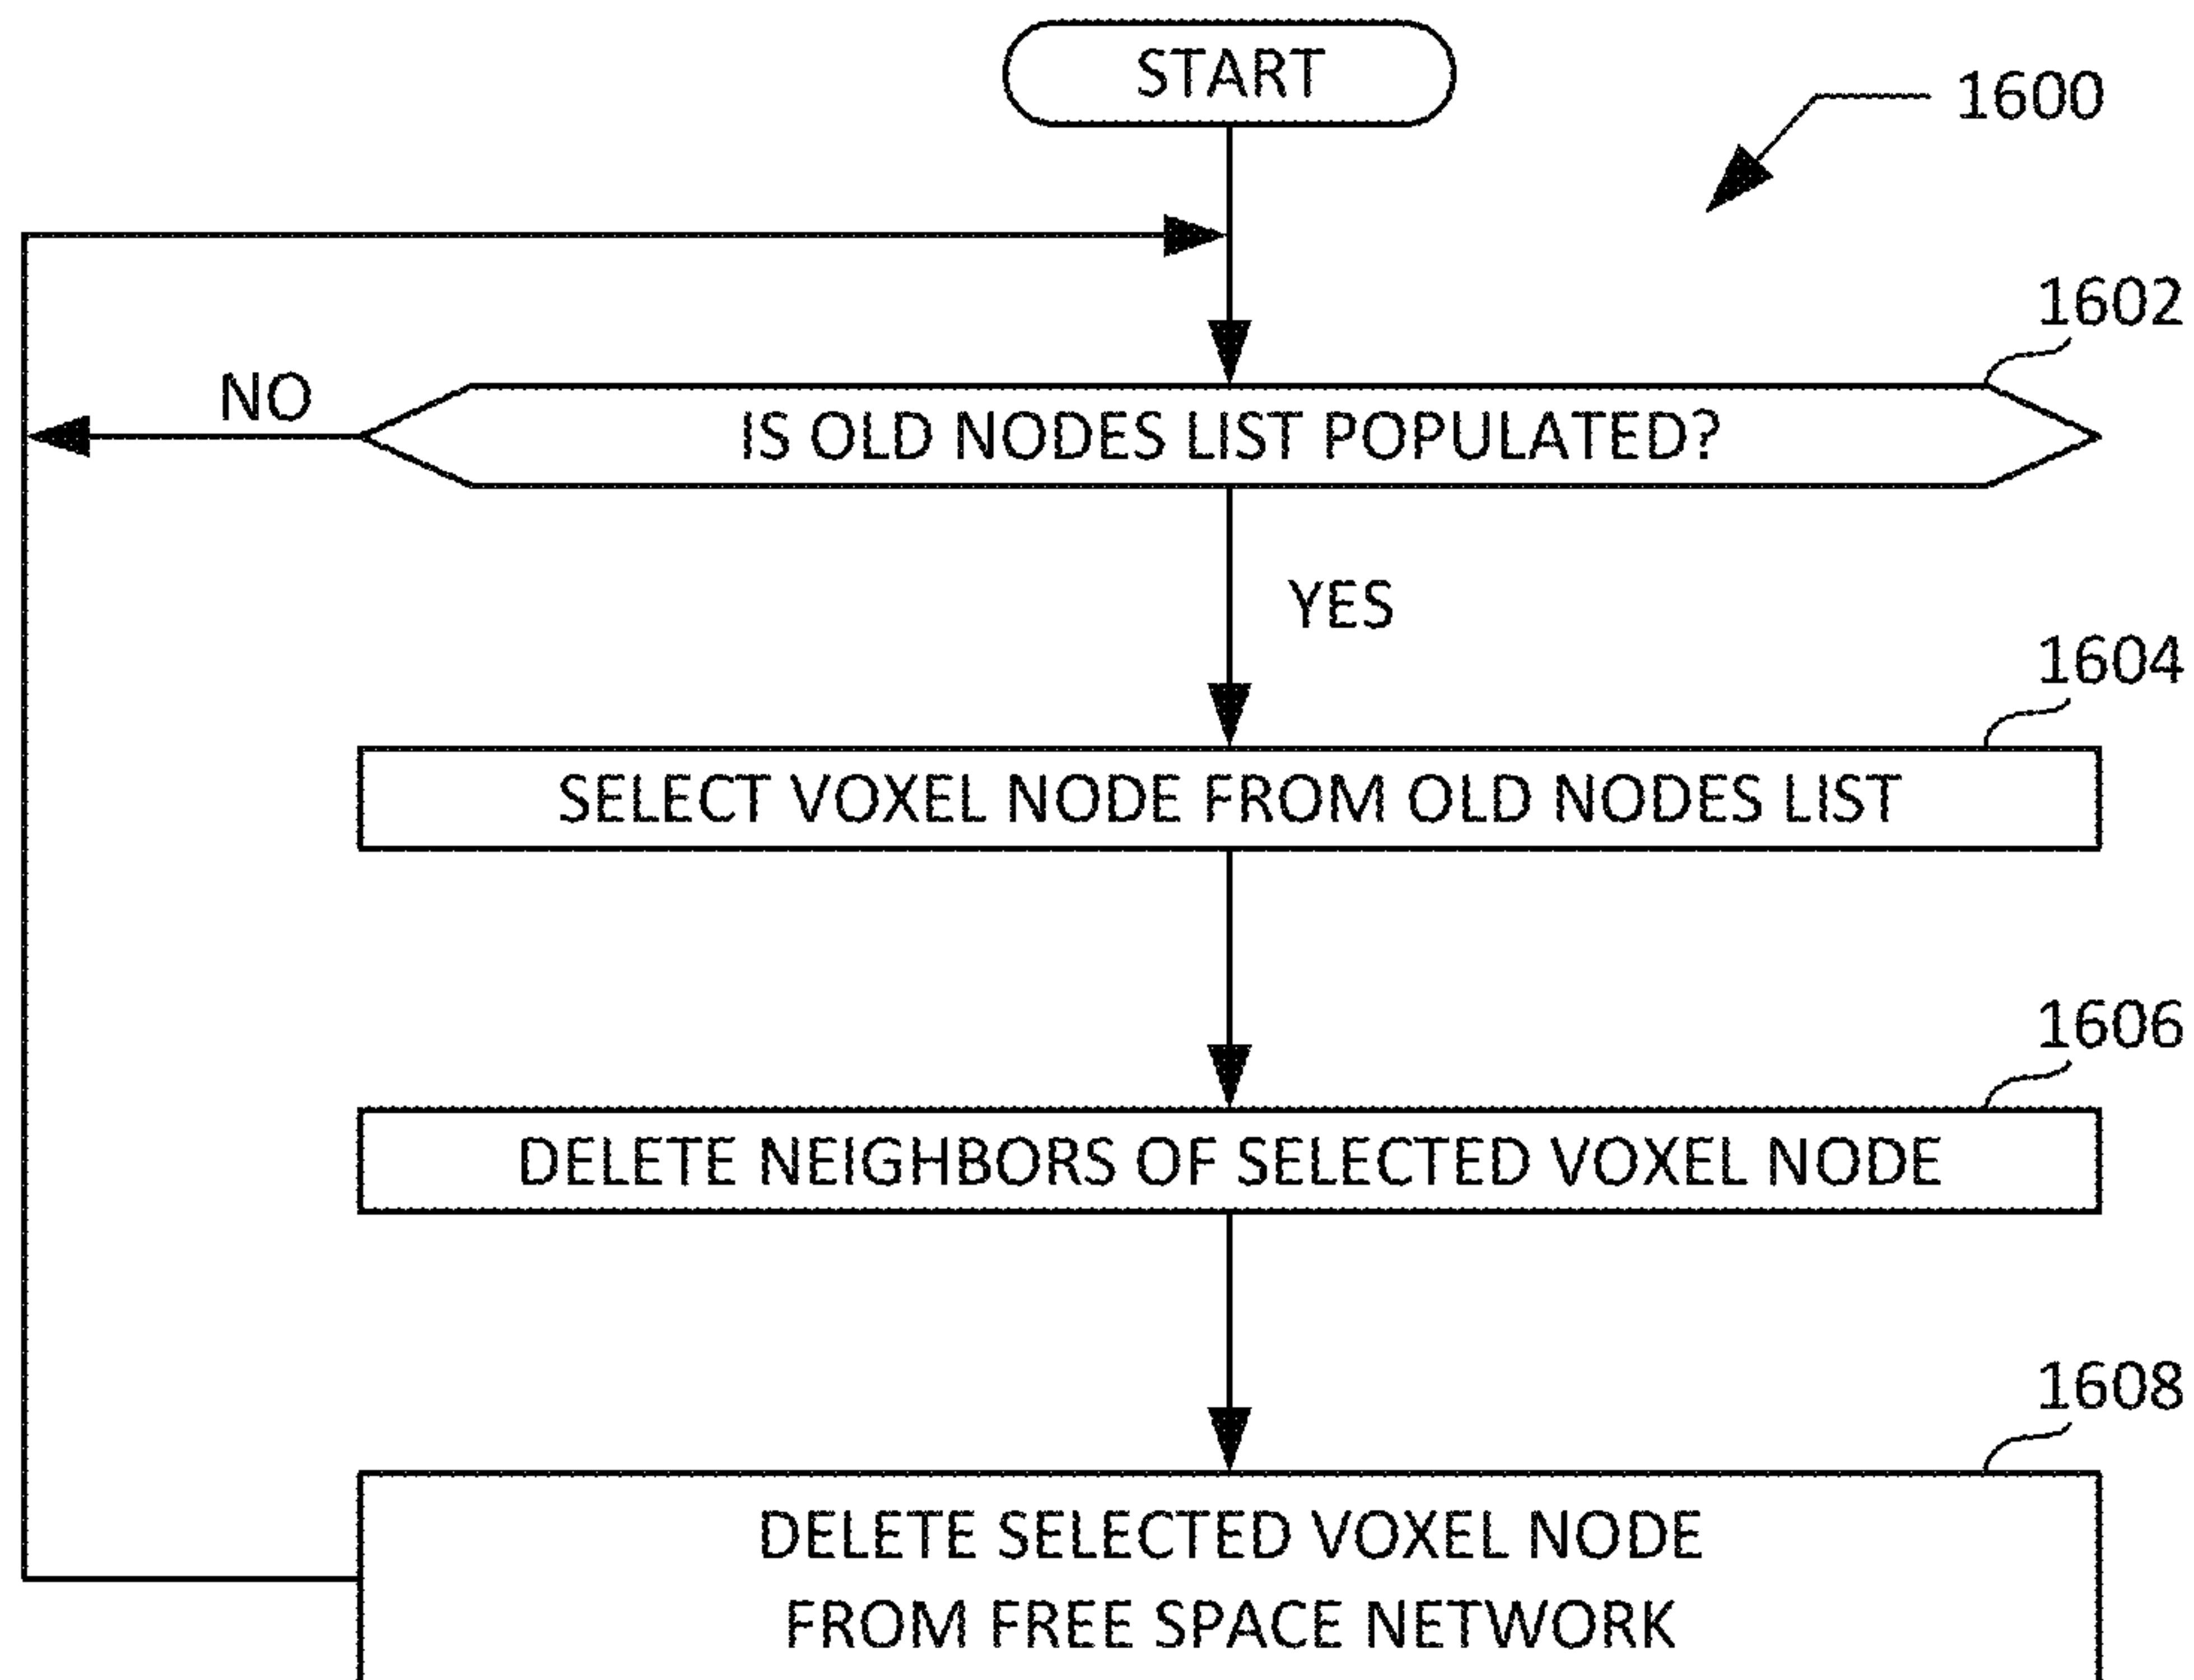 START
1600
1602
NO
IS OLD NODES LIST POPULATED?
YES
1604
SELECT VOXEL NODE FROM OLD NODES LIST
1606
DELETE NEIGHBORS OF SELECTED VOXEL NODE
1608
DELETE SELECTED VOXEL NODE
FROM FREE SPACE NETWORK